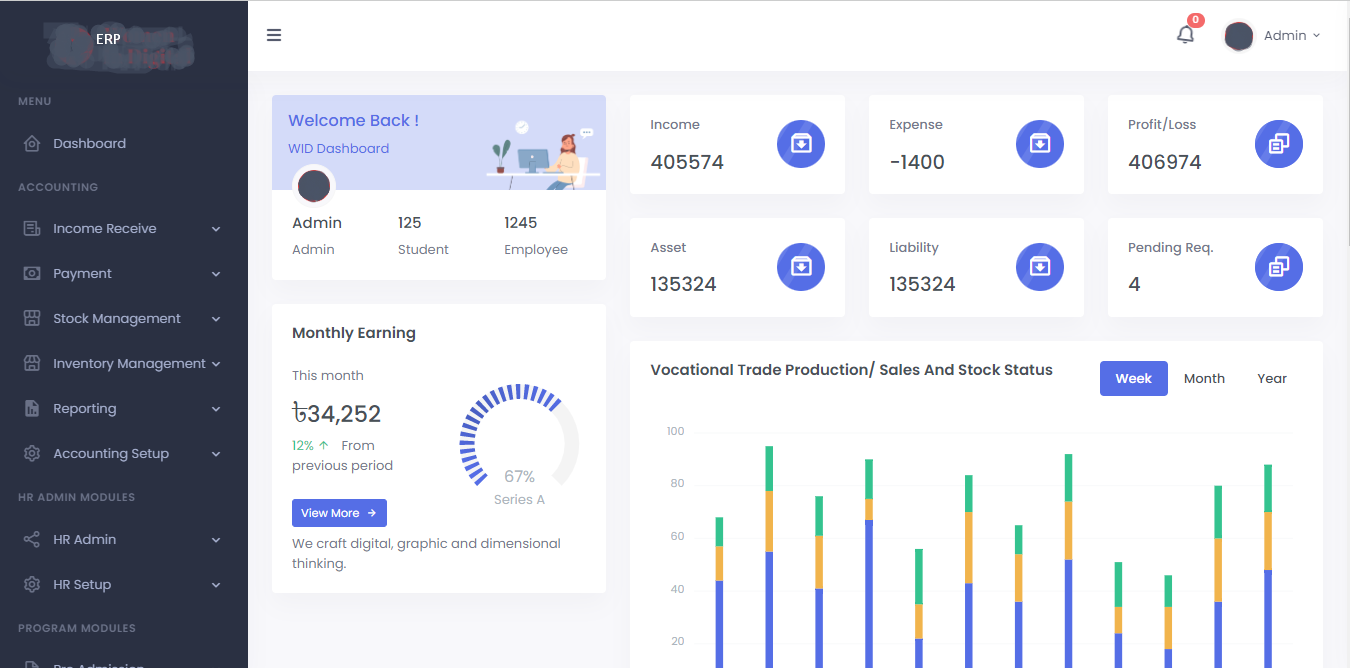 ERP
MENU
Dashboard
ACCOUNTING
Income Receive
Payment
Stock Management
Inventory Management
Reporting
Accounting Setup
HR ADMIN MODULES
HR Admin
HR Setup
PROGRAM MODULES
Pre Admission
0
Admin
Welcome Back !
WID Dashboard
Admin 125 1245
Admin Student Employee
Monthly Earning
This month
৳34,252
12% ↑ From
previous period
67%
Series A
View More →
We craft digital, graphic and dimensional
thinking.
Income
405574
Expense
-1400
Profit/Loss
406974
Asset
135324
Liability
135324
Pending Req.
4
Vocational Trade Production/ Sales And Stock Status
Week Month Year
100
80
60
40
20